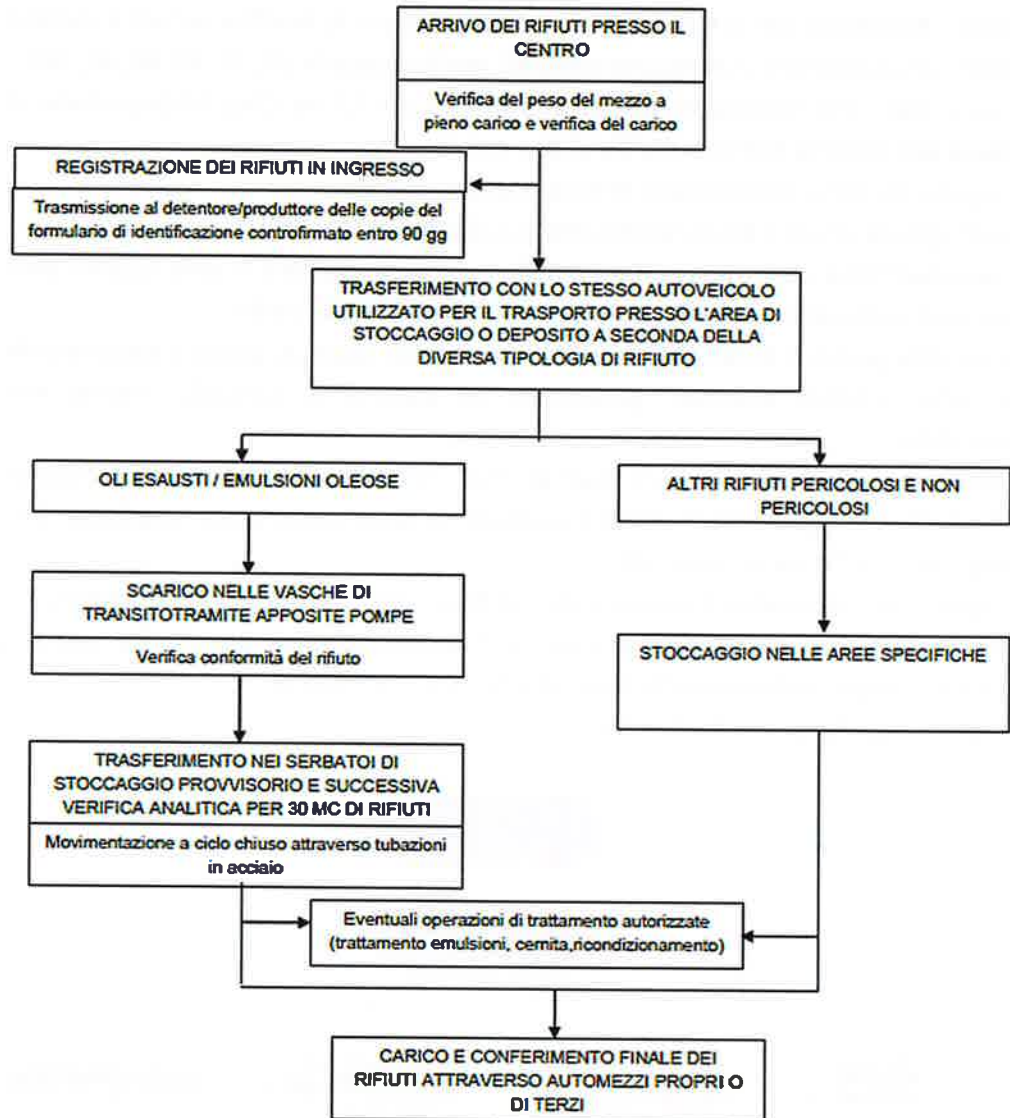 ARRIVO DEI RIFIUTI PRESSO IL
CENTRO
Verifica del peso del mezzo a
pieno carico e verifica del carico
REGISTRAZIONE DEI RIFIUTI IN INGRESSO
Trasmissione al detentore/produttore delle copie del
formulario di identificazione controfirmato entro 90 gg
TRASFERIMENTO CON LO STESSO AUTOVEICOLO
UTILIZZATO PER IL TRASPORTO PRESSO L'AREA DI
STOCCAGGIO O DEPOSITO A SECONDA DELLA
DIVERSA TIPOLOGIA DI RIFIUTO
OLI ESAUSTI / EMULSIONI OLEOSE
SCARICO NELLE VASCHE DI
TRANSITOTRAMITE APPOSITE POMPE
Verifica conformità del rifiuto
TRASFERIMENTO NEI SERBATOI DI
STOCCAGGIO PROVVISORIO E SUCCESSIVA
VERIFICA ANALITICA PER 30 MC DI RIFIUTI
Movimentazione a ciclo chiuso attraverso tubazioni
in acciaio
ALTRI RIFIUTI PERICOLOSI E NON
PERICOLOSI
STOCCAGGIO NELLE AREE SPECIFICHE
Eventuali operazioni di trattamento autorizzate
(trattamento emulsioni, cernita,ricondizionamento)
CARICO E CONFERIMENTO FINALE DEI
RIFIUTI ATTRAVERSO AUTOMEZZI PROPRI O
DI TERZI